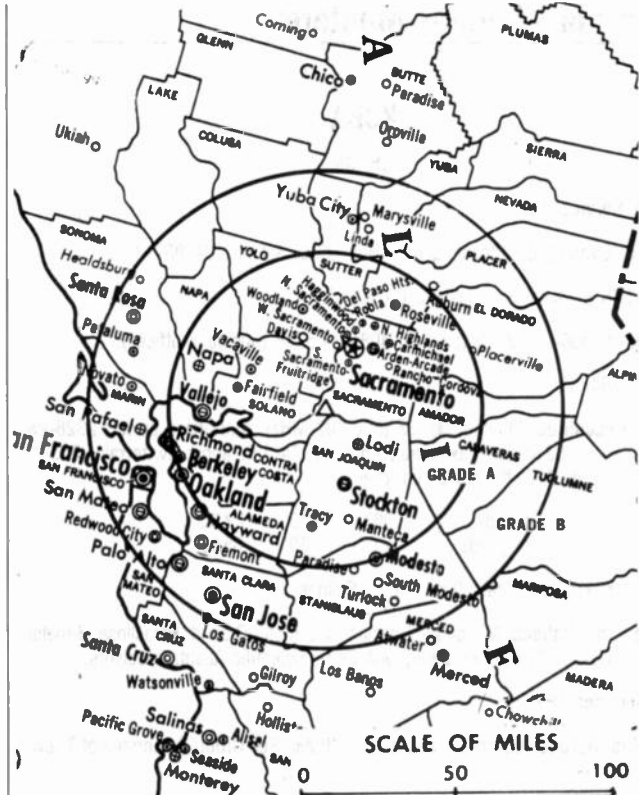 Corning
PLUMAS
GLENN
A
BUTTE
Chico
Paradise
LAKE
Oroville
Ukiah
COLUSA
YUBA
SIERRA
NEVADA
Yuba City
Marysville
Linda
SONOMA
YOLO
L
PLACER
SUTTER
Healdsburg
NAPA
Del Paso Hts.
Auburn
EL DORADO
Santa Rosa
Haginwood
Robla
Woodland
N. Sacramento
Roseville
Petaluma
W. Sacramento
N. Highlands
Vacaville
Davis
Carmichael
Placerville
Napa
S.
Arden-Arcade
ALPIN
Novato
Sacramento
Rancho Cordova
MARIN
Fairfield
Fruitridge
Sacramento
Vallejo
SOLANO
SACRAMENTO
AMADOR
San Rafael
Richmond
CONTRA
Lodi
I
CALAVERAS
an Francisco
Berkeley
COSTA
SAN JOAQUIN
GRADE A
TUOLUMNE
SAN FRANCISCO
Oakland
Stockton
San Mateo
ALAMEDA
GRADE B
Hayward
Tracy
Manteca
Redwood City
Fremont
Palo Alto
Paradise
Modesto
SANTA CLARA
South Modesto
MARIPOSA
SAN
MATEO
STANISLAUS
Turlock
San Jose
SANTA
CRUZ
MERCED
Los Gatos
Atwater
F
Santa Cruz
Los Banos
Merced
MADERA
Watsonville
Gilroy
Hollist
Chowchil
Salinas
Alisal
Pacific Grove
SAN
SCALE OF MILES
Seaside
Monterey
0
50
100